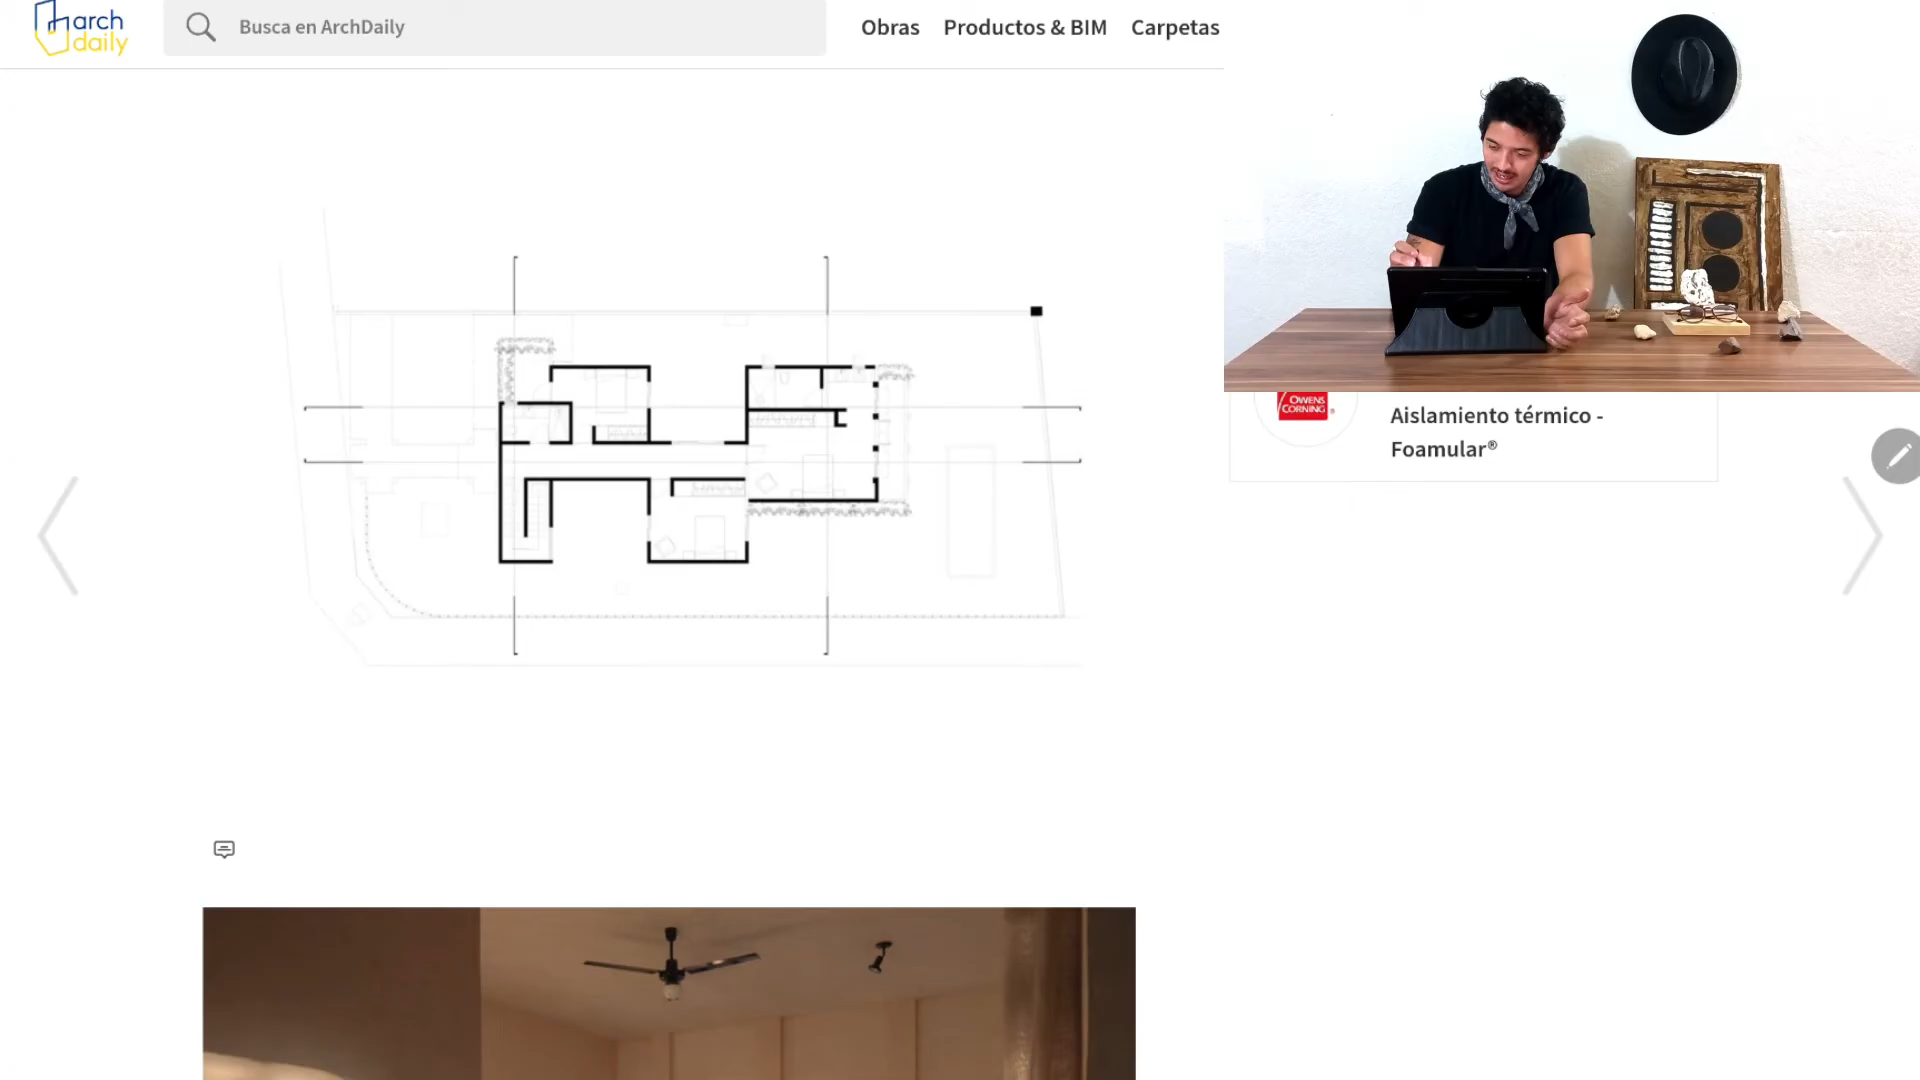 arch
daily
Busca en ArchDaily
Obras
Productos & BIM
Carpetas
OWENS
CORNING
Aislamiento térmico -
Foamular®